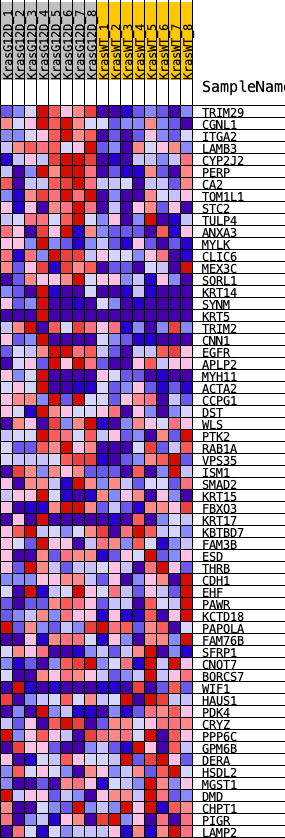 KrasG12D_1
KrasG12D_2
KrasG12D_3
KrasG12D_4
KrasG12D_5
KrasG12D_6
KrasG12D_7
KrasG12D_8
KrasWT_1
KrasWT_2
KrasWT_3
KrasWT_4
KrasWT_5
KrasWT_6
KrasWT_7
KrasWT_8
SampleName
TRIM29
CGNL1
ITGA2
LAMB3
CYP2J2
PERP
CA2
TOM1L1
STC2
TULP4
ANXA3
MYLK
CLIC6
MEX3C
SORL1
KRT14
SYNM
KRT5
TRIM2
CNN1
EGFR
APLP2
MYH11
ACTA2
CCPG1
DST
WLS
PTK2
RAB1A
VPS35
ISM1
SMAD2
KRT15
FBXO3
KRT17
KBTBD7
FAM3B
ESD
THRB
CDH1
EHF
PAWR
KCTD18
PAPOLA
FAM76B
SFRP1
CNOT7
BORCS7
WIF1
HAUS1
PDK4
CRYZ
PPP6C
GPM6B
DERA
HSDL2
MGST1
DMD
CHPT1
PIGR
LAMP2